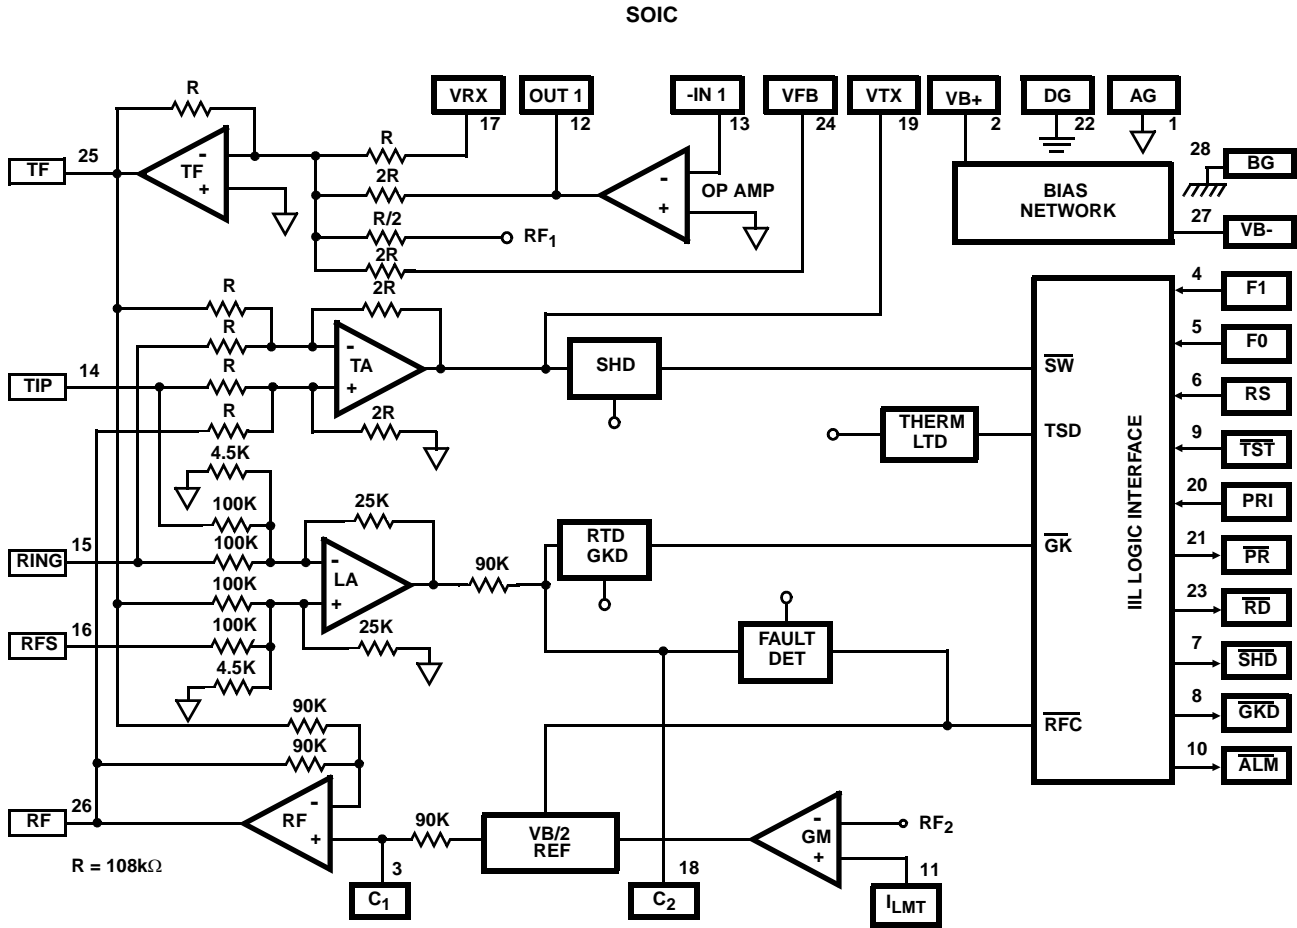 SOIC
R
VRX
OUT 1
-IN 1
VFB
VTX
VB+
DG
AG
17
12
13
24
19
2
22
1
TF
25
-
TF
+
R
2R
R/2
RF1
2R
-
+
OP AMP
BIAS
NETWORK
28
BG
27
VB-
2R
R
R
R
R
-
TA
+
2R
TIP
14
SHD
SW
THERM
LTD
TSD
4
F1
5
F0
6
RS
9
TST
20
PRI
21
PR
23
RD
7
SHD
8
GKD
10
ALM
IIL LOGIC INTERFACE
4.5K
100K
100K
100K
100K
4.5K
RING
15
RFS
16
25K
-
LA
+
25K
90K
RTD
GKD
GK
FAULT
DET
RFC
90K
90K
RF
26
-
RF
+
90K
VB/2
REF
-
GM
+
RF2
R = 108kΩ
3
C1
18
C2
11
ILMT